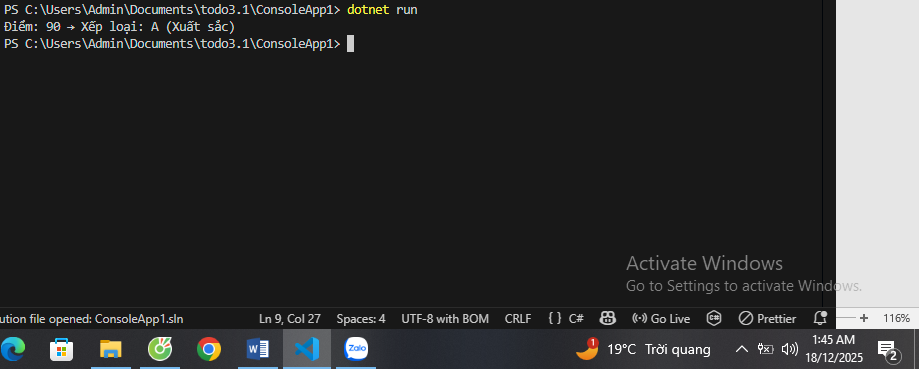 PS C:\Users\Admin\Documents\todo3.1\ConsoleApp1> dotnet run
Điểm: 90 → Xếp loại: A (Xuất sắc)
PS C:\Users\Admin\Documents\todo3.1\ConsoleApp1>
Activate Windows
Go to Settings to activate Windows.
ution file opened: ConsoleApp1.sln Ln 9, Col 27 Spaces: 4 UTF-8 with BOM CRLF { } C# Go Live Prettier 116%
Zalo 1 19°C Trời quang 1:45 AM
18/12/2025 2